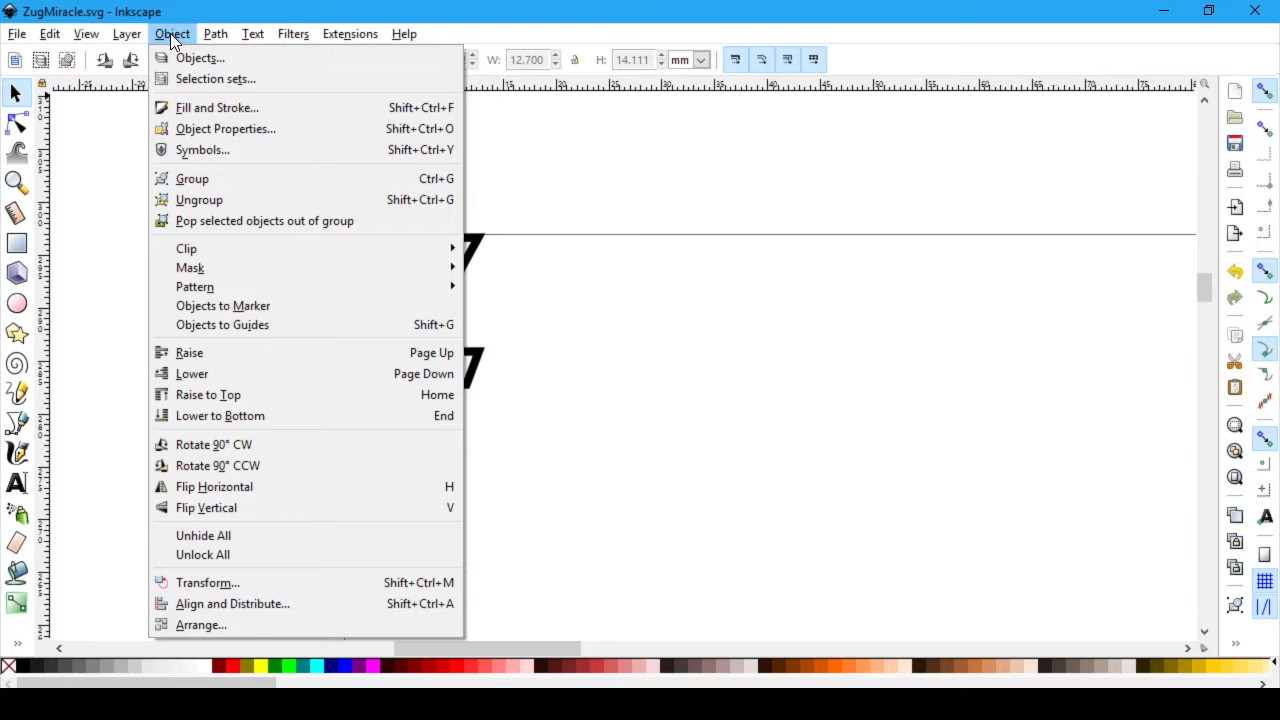 ZugMiracle.svg - Inkscape
File Edit View Layer Object Path Text Filters Extensions Help
W: 12.700 H: 14.111 mm
Objects...
Selection sets...
Fill and Stroke... Shift+Ctrl+F
Object Properties... Shift+Ctrl+O
Symbols... Shift+Ctrl+Y
Group Ctrl+G
Ungroup Shift+Ctrl+G
Pop selected objects out of group
Clip
Mask
Pattern
Objects to Marker
Objects to Guides Shift+G
Raise Page Up
Lower Page Down
Raise to Top Home
Lower to Bottom End
Rotate 90° CW
Rotate 90° CCW
Flip Horizontal H
Flip Vertical V
Unhide All
Unlock All
Transform... Shift+Ctrl+M
Align and Distribute... Shift+Ctrl+A
Arrange...